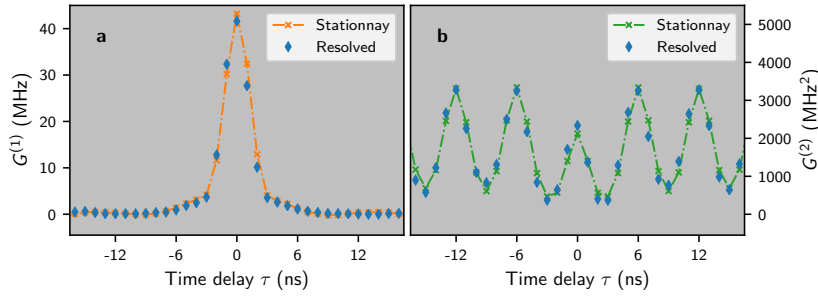 a
Stationnay
Resolved
40
30
20
10
0
G(1) (MHz)
-12
-6
0
6
12
Time delay τ (ns)
b
Stationnay
Resolved
5000
4000
3000
2000
1000
0
G(2) (MHz2)
-12
-6
0
6
12
Time delay τ (ns)